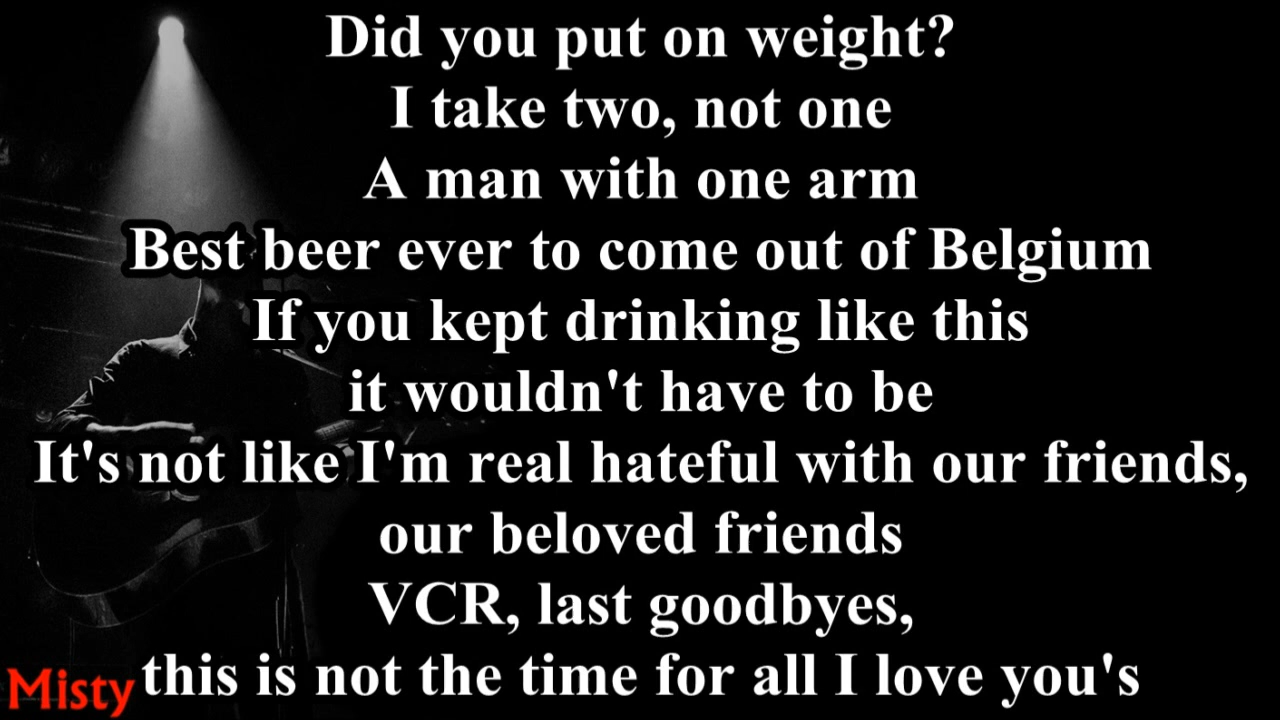 Did you put on weight?
I take two, not one
A man with one arm
Best beer ever to come out of Belgium
If you kept drinking like this
it wouldn't have to be
It's not like I'm real hateful with our friends,
our beloved friends
VCR, last goodbyes,
this is not the time for all I love you's
Misty